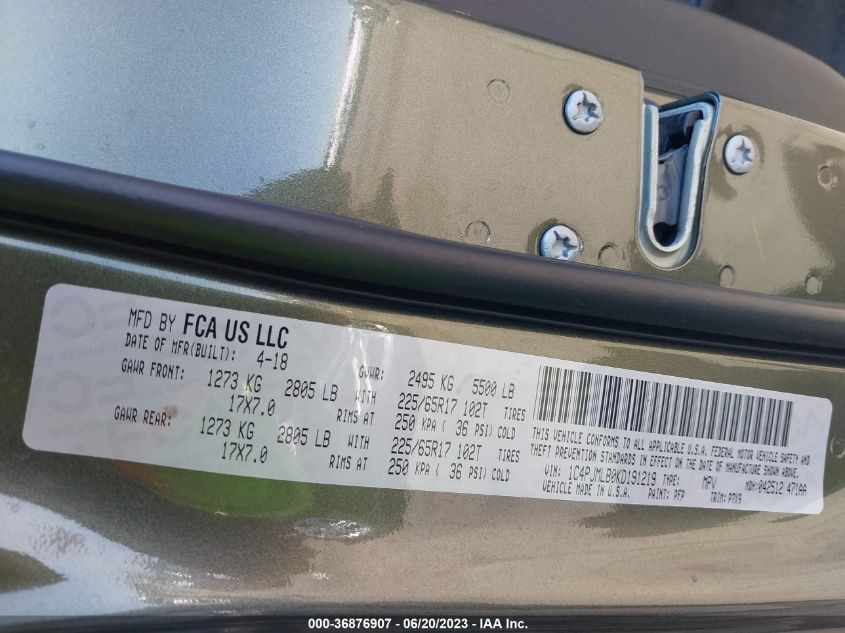 MFD BY FCA US LLC
DATE OF MFR(BUILT): 4-18
GVWR: 2495 KG 5500 LB
GAWR FRONT: 1273 KG 2805 LB WITH 225/65R17 102T TIRES
17X7.0 RIMS AT 250 KPA ( 36 PSI) COLD
GAWR REAR: 1273 KG 2805 LB WITH 225/65R17 102T TIRES
17X7.0 RIMS AT 250 KPA ( 36 PSI) COLD
THIS VEHICLE CONFORMS TO ALL APPLICABLE U.S.A. FEDERAL MOTOR VEHICLE SAFETY AND
THEFT PREVENTION STANDARDS IN EFFECT ON THE DATE OF MANUFACTURE SHOWN ABOVE.
VIN: 1C4PJMLB0KD191219 TYPE: MPV MDH:042512 471AA
VEHICLE MADE IN U.S.A. PAINT: PFP TRIM: P7X9
000-36876907 - 06/20/2023 - IAA Inc.